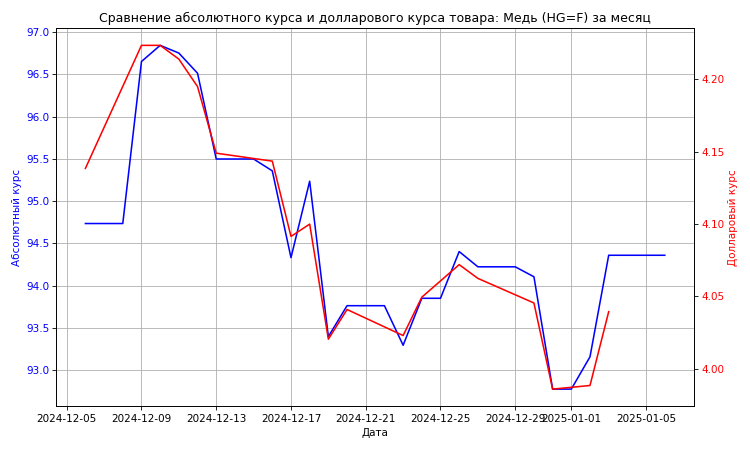 Сравнение абсолютного курса и долларового курса товара: Медь (HG=F) за месяц
97.0
96.5
96.0
95.5
95.0
94.5
94.0
93.5
93.0
Абсолютный курс
4.20
4.15
4.10
4.05
4.00
Долларовый курс
2024-12-05 2024-12-09 2024-12-13 2024-12-17 2024-12-21 2024-12-25 2024-12-29 2025-01-01 2025-01-05
Дата